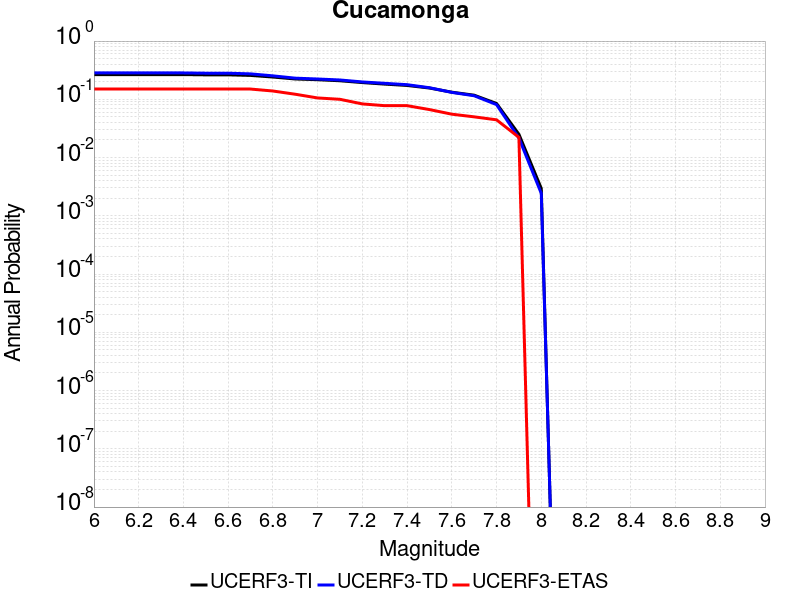 Cucamonga
10^0
10^-1
10^-2
10^-3
10^-4
10^-5
10^-6
10^-7
10^-8
Annual Probability
6 6.2 6.4 6.6 6.8 7 7.2 7.4 7.6 7.8 8 8.2 8.4 8.6 8.8 9
Magnitude
UCERF3-TI UCERF3-TD UCERF3-ETAS